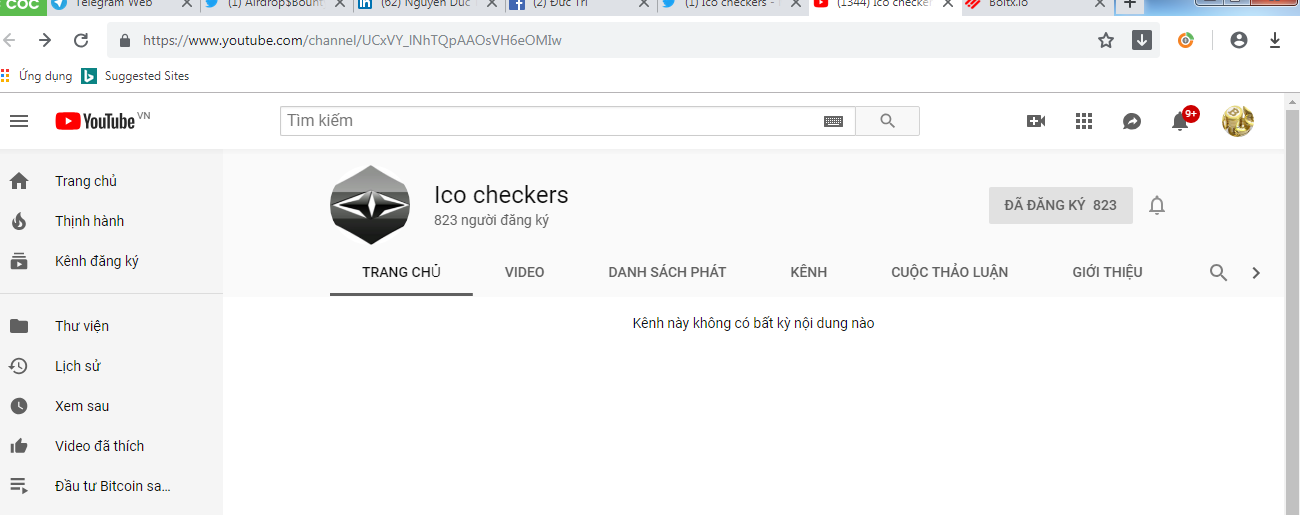 CỐC
Telegram Web
(1) Airdrop$Bount
(62) Nguyen Duc
(2) Đức Trí
(1) Ico checkers -
(1344) Ico checker
Boltx.io
https://www.youtube.com/channel/UCxVY_lNhTQpAAOsVH6eOMIw
Ứng dụng
Suggested Sites
YouTube VN
Tìm kiếm
9+
Trang chủ
Thịnh hành
Kênh đăng ký
Thư viện
Lịch sử
Xem sau
Video đã thích
Đầu tư Bitcoin sa...
Ico checkers
823 người đăng ký
ĐÃ ĐĂNG KÝ 823
TRANG CHỦ
VIDEO
DANH SÁCH PHÁT
KÊNH
CUỘC THẢO LUẬN
GIỚI THIỆU
Kênh này không có bất kỳ nội dung nào